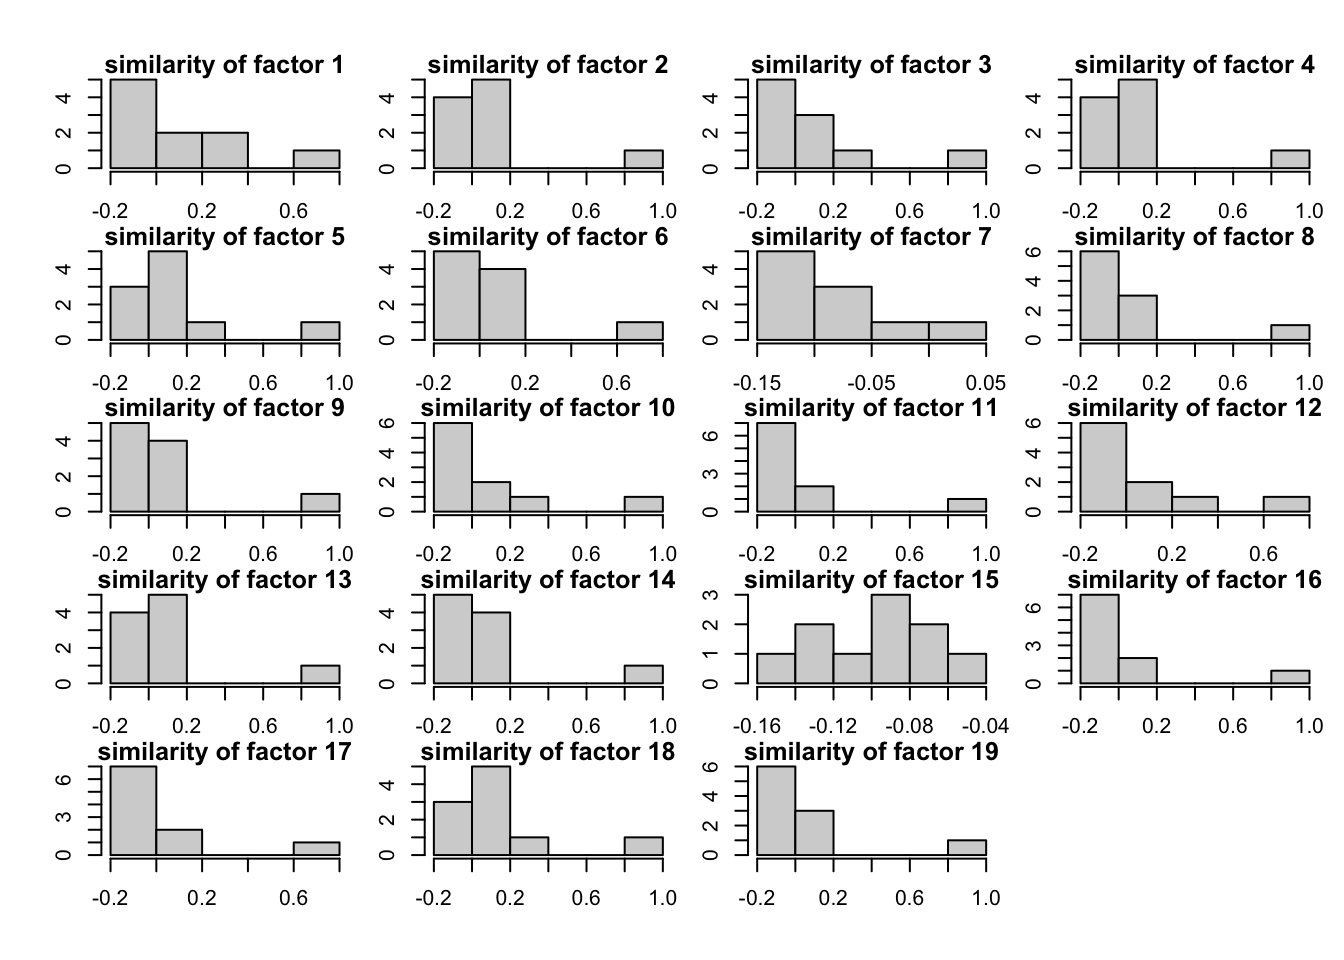 similarity of factor 1 similarity of factor 2 similarity of factor 3 similarity of factor 4
0 2 4 0 2 4 0 2 4 0 2 4
-0.2 0.2 0.6 -0.2 0.2 0.6 1.0 -0.2 0.2 0.6 1.0 -0.2 0.2 0.6 1.0
similarity of factor 5 similarity of factor 6 similarity of factor 7 similarity of factor 8
0 2 4 0 2 4 0 2 4 0 2 4 6
-0.2 0.2 0.6 1.0 -0.2 0.2 0.6 -0.15 -0.05 0.05 -0.2 0.2 0.6 1.0
similarity of factor 9 similarity of factor 10 similarity of factor 11 similarity of factor 12
0 2 4 0 2 4 6 0 3 6 0 2 4 6
-0.2 0.2 0.6 1.0 -0.2 0.2 0.6 1.0 -0.2 0.2 0.6 1.0 -0.2 0.2 0.6
similarity of factor 13 similarity of factor 14 similarity of factor 15 similarity of factor 16
0 2 4 0 2 4 0 1 2 3 0 3 6
-0.2 0.2 0.6 1.0 -0.2 0.2 0.6 1.0 -0.16 -0.12 -0.08 -0.04 -0.2 0.2 0.6 1.0
similarity of factor 17 similarity of factor 18 similarity of factor 19
0 3 6 0 2 4 0 2 4 6
-0.2 0.2 0.6 -0.2 0.2 0.6 1.0 -0.2 0.2 0.6 1.0